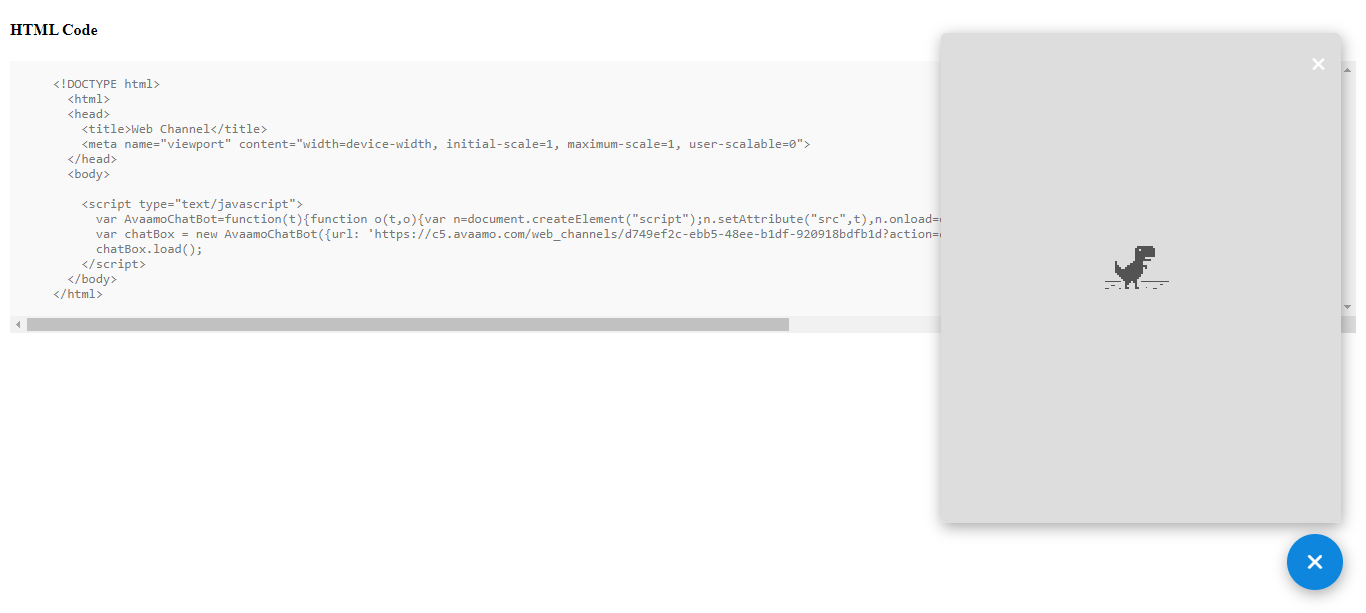 HTML Code
<!DOCTYPE html>
<html>
<head>
<title>Web Channel</title>
<meta name="viewport" content="width=device-width, initial-scale=1, maximum-scale=1, user-scalable=0">
</head>
<body>
<script type="text/javascript">
var AvaamoChatBot=function(t){function o(t,o){var n=document.createElement("script");n.setAttribute("src",t),n.onload=
var chatBox = new AvaamoChatBot({url: 'https://c5.avaamo.com/web_channels/d749ef2c-ebb5-48ee-b1df-920918bdfb1d?action=
chatBox.load();
</script>
</body>
</html>